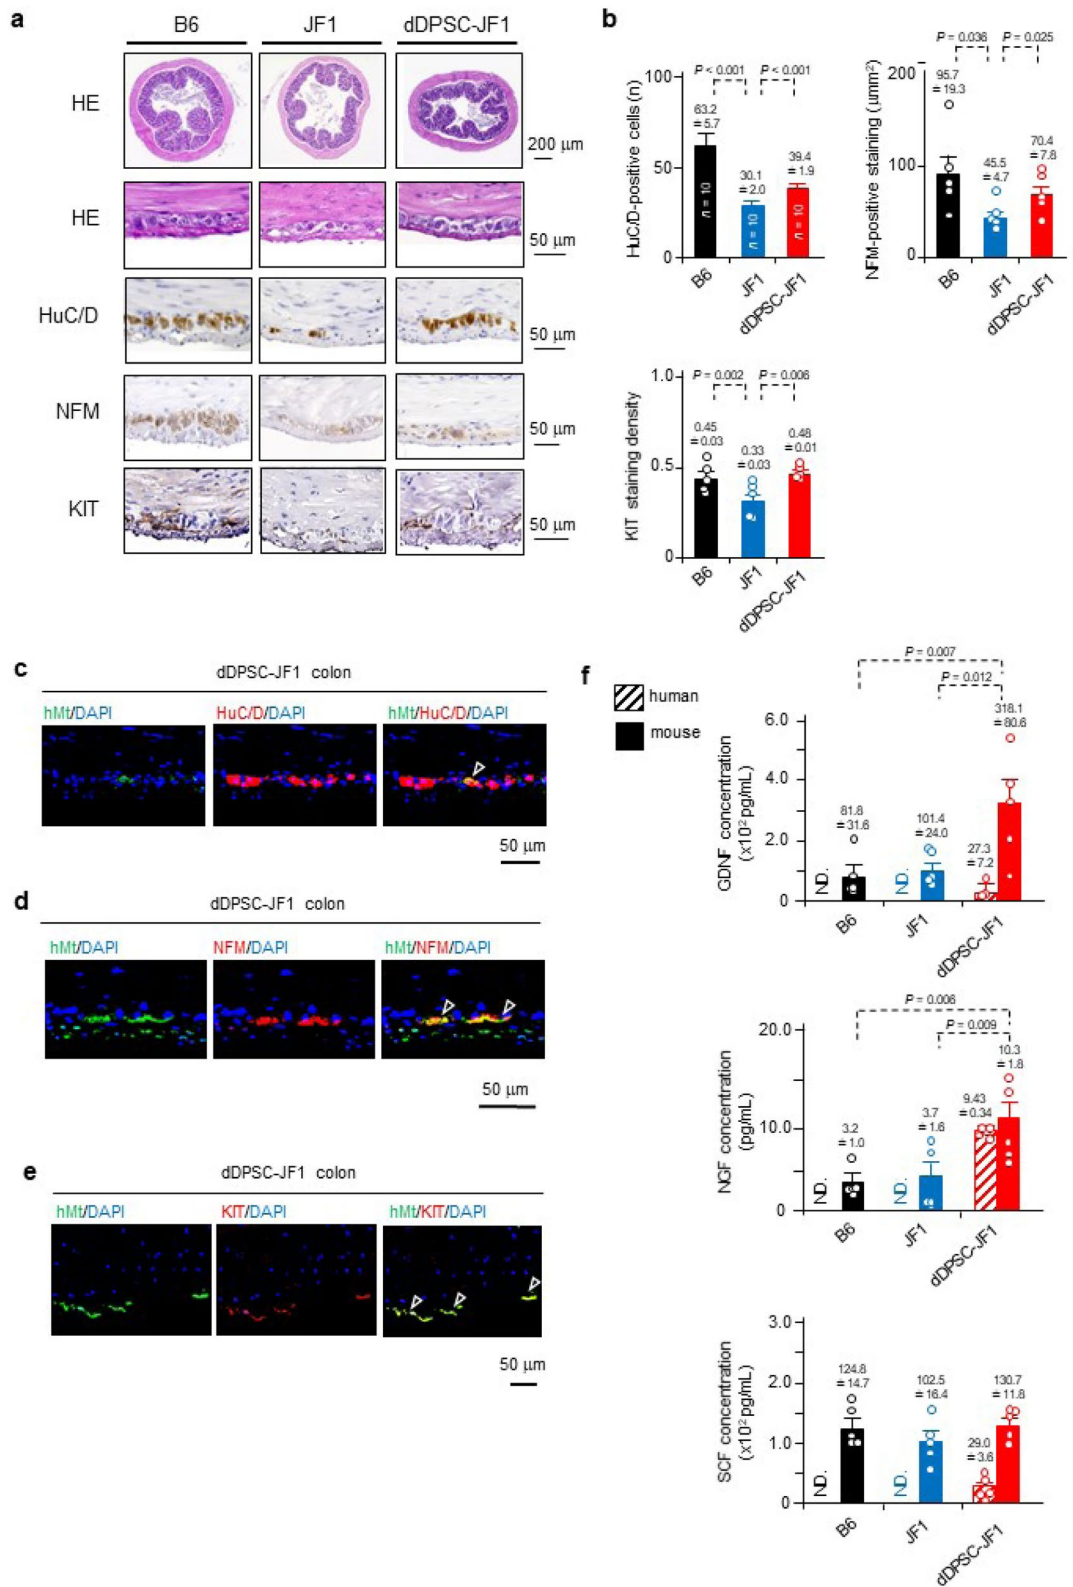 a
B6 JF1 dDPSC-JF1
HE
200 µm
HE
50 µm
HuC/D
50 µm
NFM
50 µm
KIT
50 µm
b
P < 0.001 P < 0.001
HuC/D-positive cells (n)
100
50
0
63.2
± 5.7
30.1
± 2.0
39.4
± 1.9
n = 10
n = 10
n = 10
B6
JF1
dDPSC-JF1
P = 0.036 P = 0.025
NFM-positive staining (µmm²)
200
100
0
95.7
± 19.3
45.5
± 4.7
70.4
± 7.8
B6
JF1
dDPSC-JF1
P = 0.002 P = 0.006
KIT staining density
1.0
0.5
0
0.45
± 0.03
0.33
± 0.03
0.48
± 0.01
B6
JF1
dDPSC-JF1
c
dDPSC-JF1 colon
hMt/DAPI HuC/D/DAPI hMt/HuC/D/DAPI
50 µm
d
dDPSC-JF1 colon
hMt/DAPI NFM/DAPI hMt/NFM/DAPI
50 µm
e
dDPSC-JF1 colon
hMt/DAPI KIT/DAPI hMt/KIT/DAPI
50 µm
f
human
mouse
P = 0.007
P = 0.012
GDNF concentration
(x10² pg/mL)
6.0
4.0
2.0
0
N.D.
81.8
± 31.6
N.D.
101.4
± 24.0
27.3
± 7.2
318.1
± 80.6
B6
JF1
dDPSC-JF1
P = 0.006
P = 0.009
NGF concentration
(pg/mL)
20.0
10.0
0
N.D.
3.2
± 1.0
N.D.
3.7
± 1.6
9.43
± 0.34
10.3
± 1.8
B6
JF1
dDPSC-JF1
SCF concentration
(x10² pg/mL)
3.0
2.0
1.0
0
N.D.
124.8
± 14.7
N.D.
102.5
± 16.4
29.0
± 3.6
130.7
± 11.8
B6
JF1
dDPSC-JF1